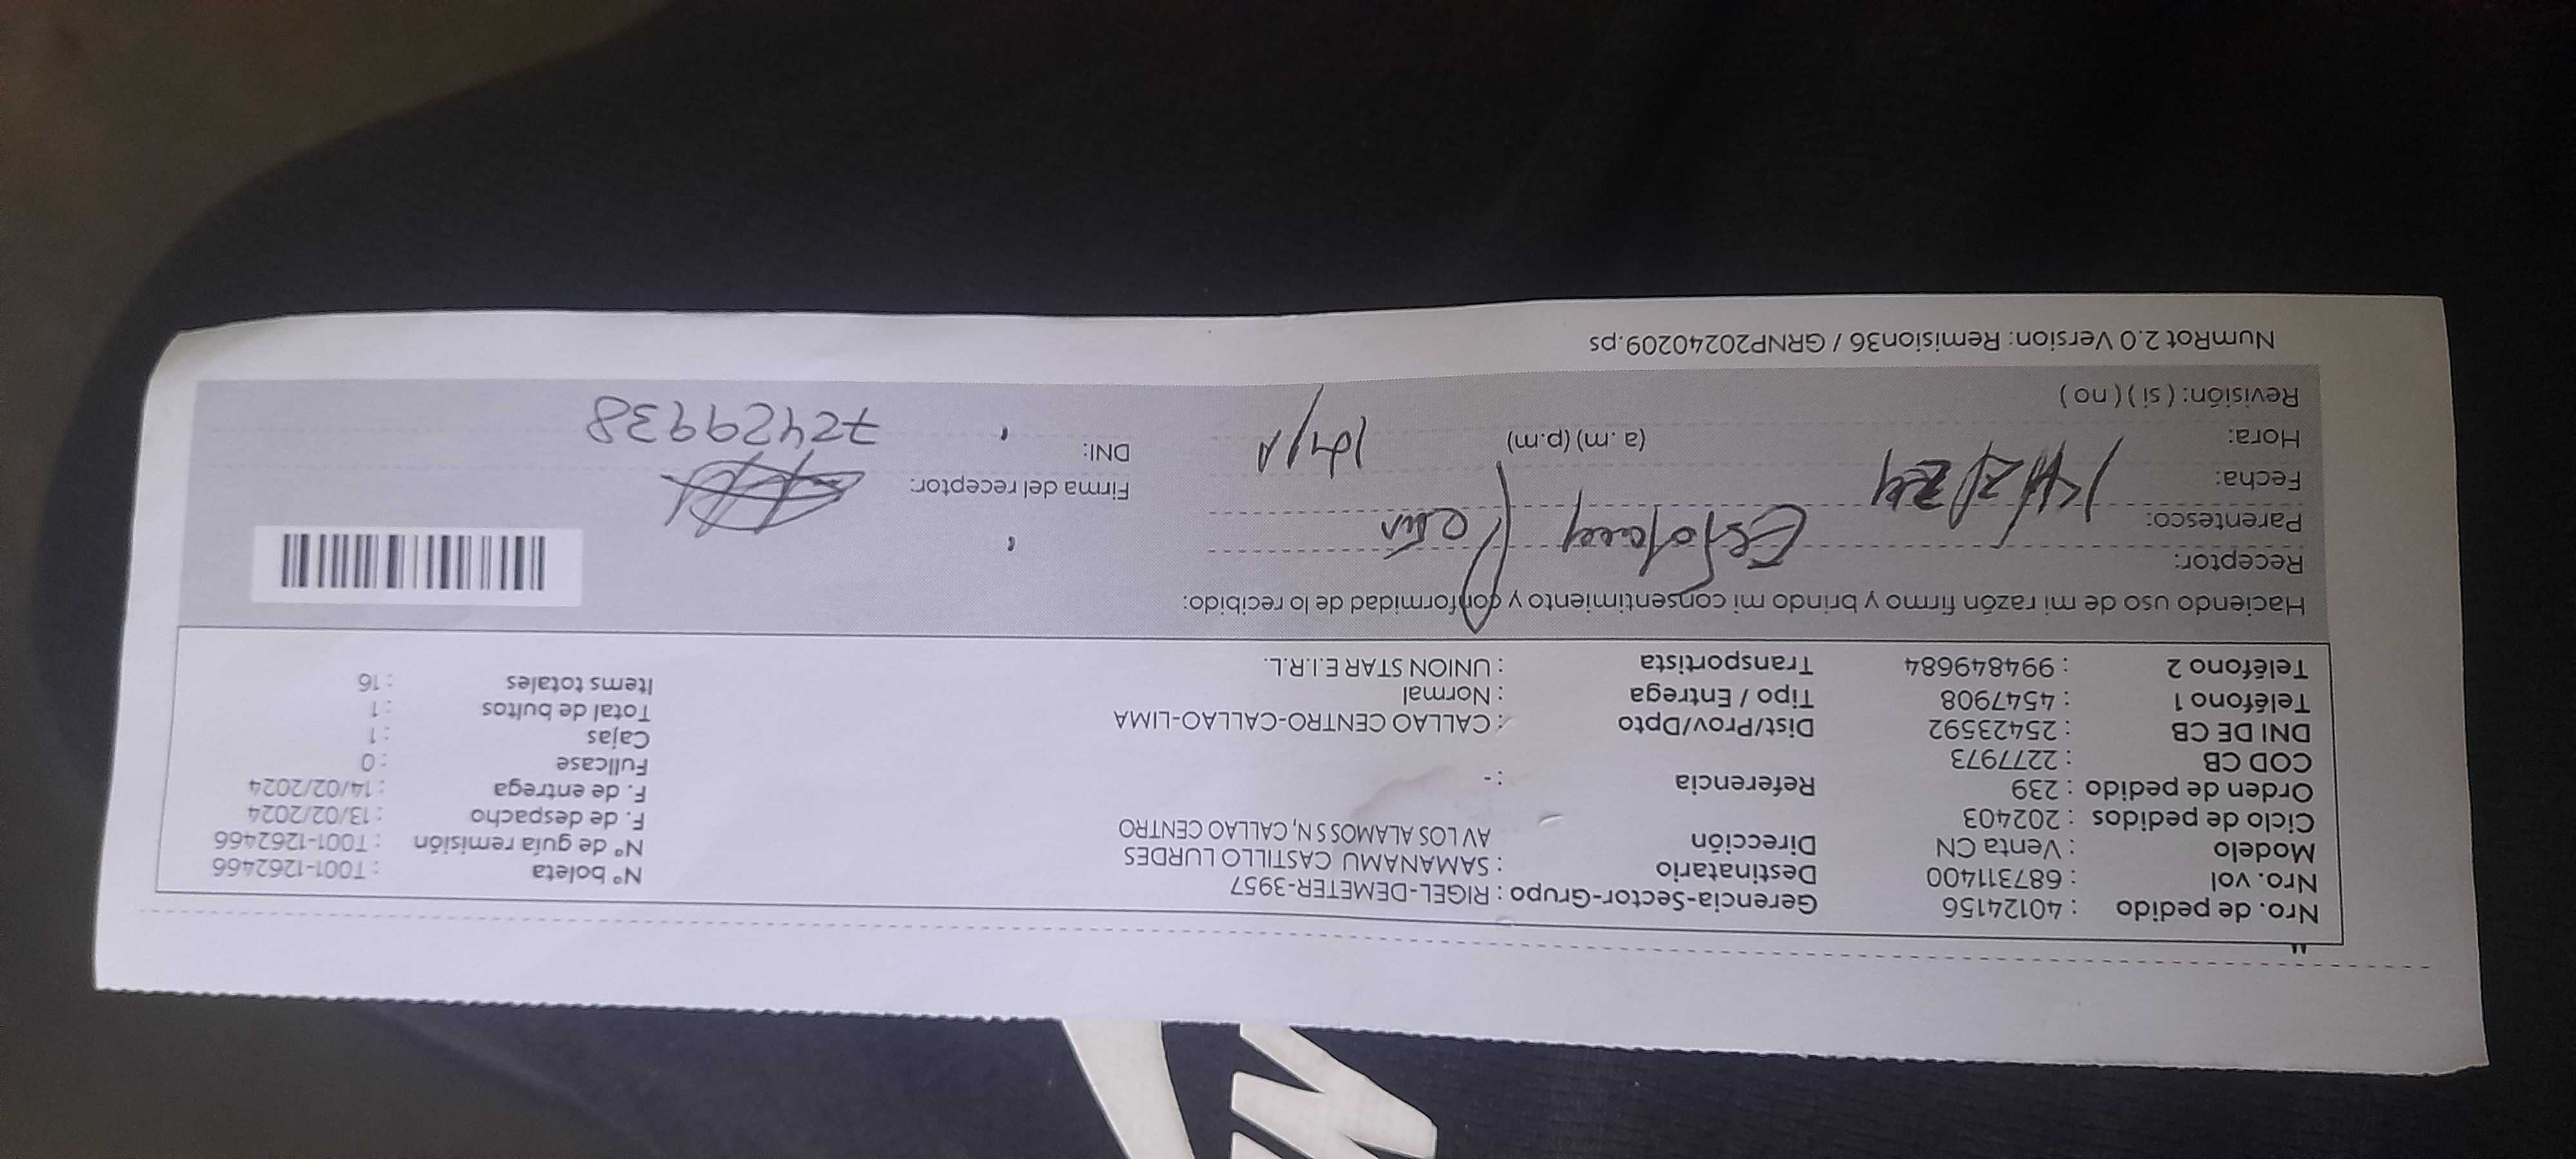 Nro. de pedido : 40124156 Gerencia-Sector-Grupo : RIGEL-DEMETER-3957 N° boleta : T001-1262466
Nro. vol : 687311400 Destinatario : SAMANAMU CASTILLO LURDES N° de guía remisión : T001-1262466
Modelo : Venta CN Dirección AV LOS ALAMOS S N, CALLAO CENTRO F. de despacho : 13/02/2024
Ciclo de pedidos : 202403 F. de entrega : 14/02/2024
Orden de pedido : 239 Referencia : - Fullcase : 0
COD CB : 2277973 Cajas : 1
DNI DE CB : 25423592 Dist/Prov/Dpto : CALLAO CENTRO-CALLAO-LIMA Total de bultos : 1
Teléfono 1 : 4547908 Tipo / Entrega : Normal Items totales : 16
Teléfono 2 : 994849684 Transportista : UNION STAR E.I.R.L.
Haciendo uso de mi razón firmo y brindo mi consentimiento y conformidad de lo recibido:
Receptor:
Parentesco:
Fecha: 14/2/24 Firma del receptor:
Hora: (a.m) (p.m) DNI: 72429938
Revisión: ( si ) ( no )
NumRot 2.0 Version: Remision36 / GRNP20240209.ps